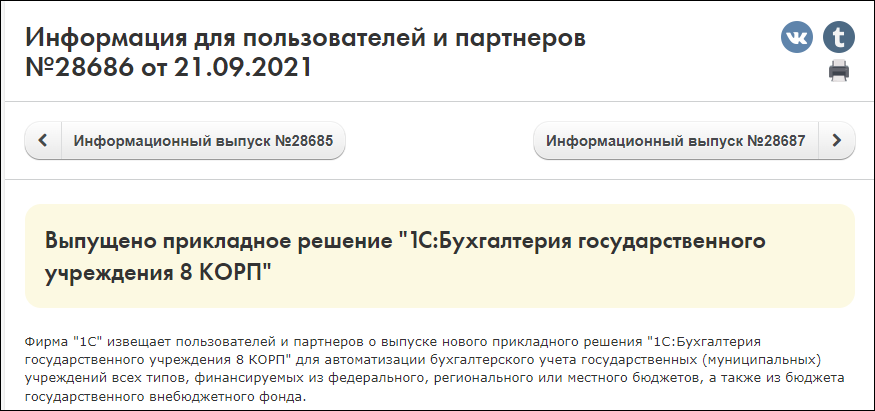 Информация для пользователей и партнеров
№28686 от 21.09.2021
Информационный выпуск №28685
Информационный выпуск №28687
Выпущено прикладное решение "1С:Бухгалтерия государственного
учреждения 8 КОРП"
Фирма "1С" извещает пользователей и партнеров о выпуске нового прикладного решения "1С:Бухгалтерия
государственного учреждения 8 КОРП" для автоматизации бухгалтерского учета государственных (муниципальных)
учреждений всех типов, финансируемых из федерального, регионального или местного бюджетов, а также из бюджета
государственного внебюджетного фонда.